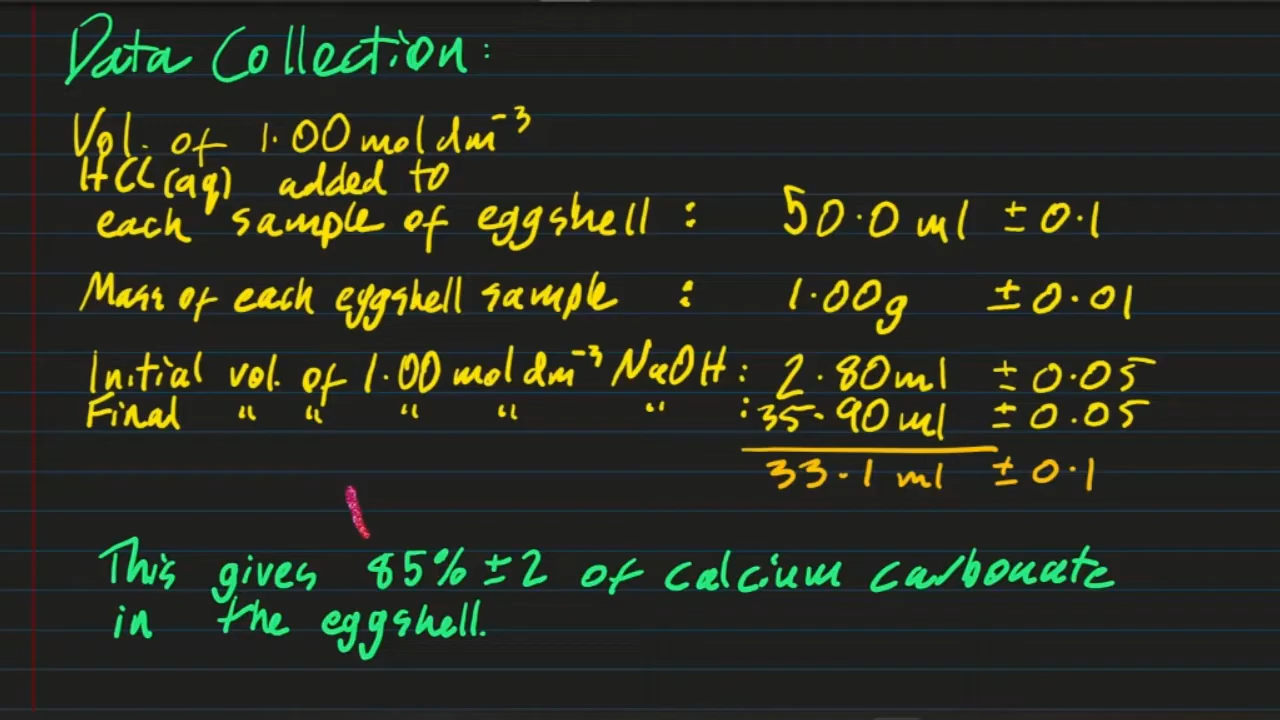 Data Collection:
Vol. of 1.00 mol dm⁻³
HCl(aq) added to
each sample of eggshell : 50.0 ml ± 0.1
Mass of each eggshell sample : 1.00g ± 0.01
Initial vol. of 1.00 mol dm⁻³ NaOH : 2.80 ml ± 0.05
Final " " " " " : 35.90 ml ± 0.05
33.1 ml ± 0.1
This gives 85% ± 2 of calcium carbonate
in the eggshell.